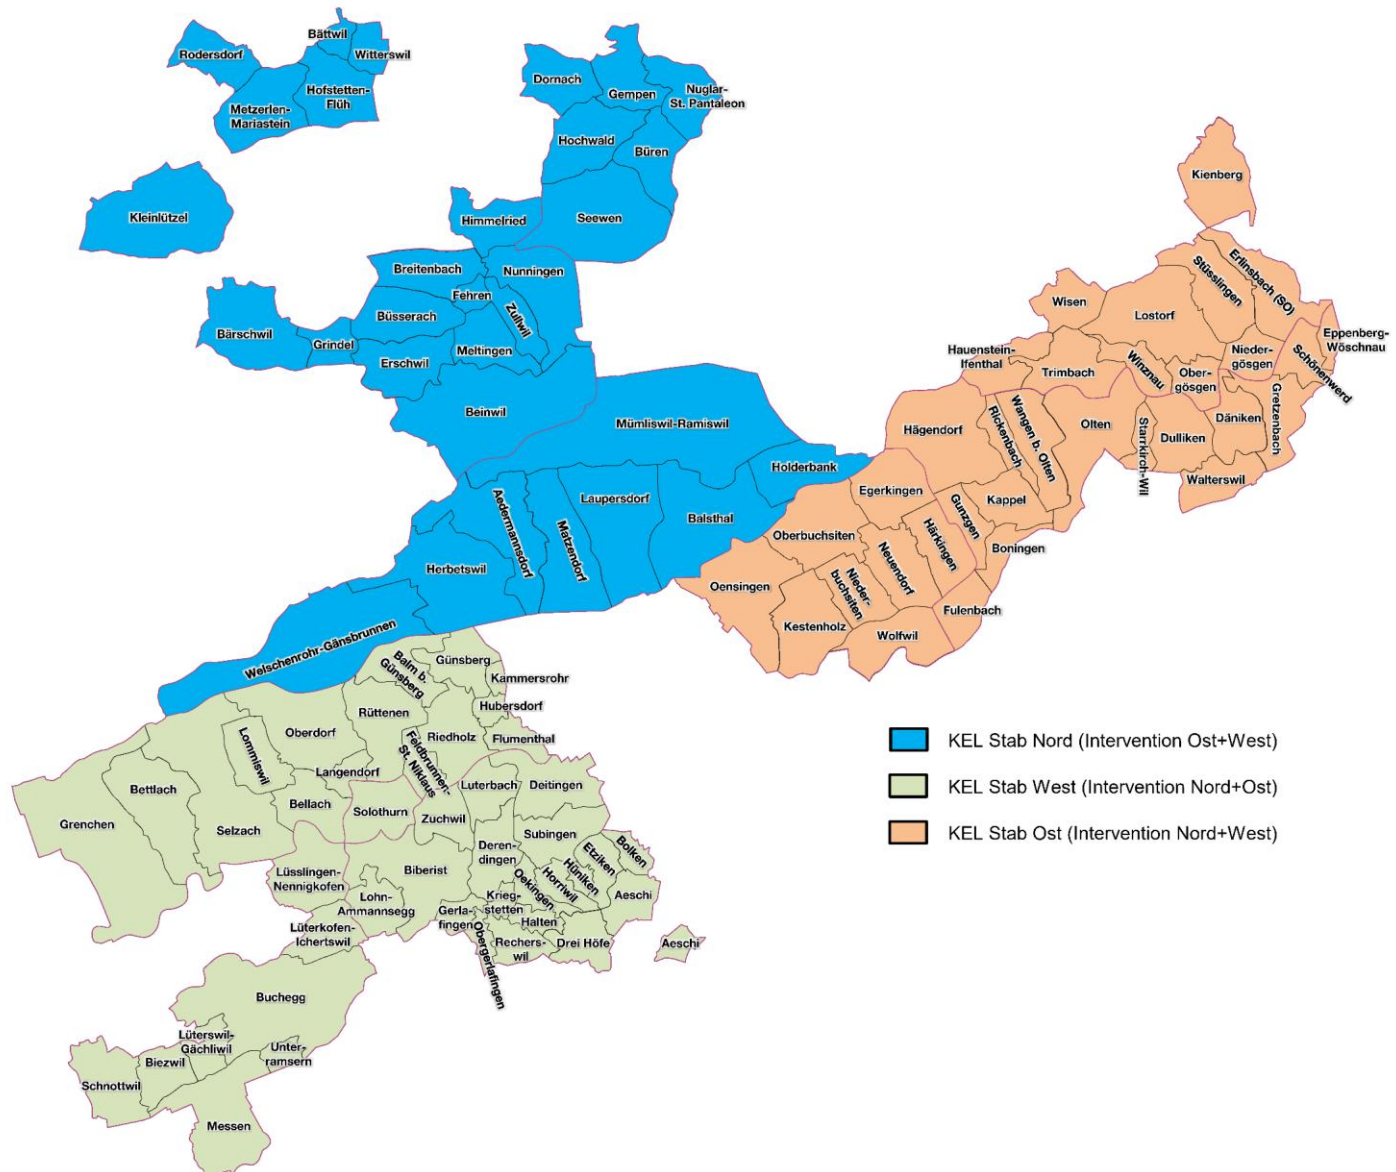 Bättwil
Rodersdorf
Witterswil
Hofstetten-
Flüh
Metzerlen-
Mariastein
Dornach
Gempen
Nuglar-
St. Pantaleon
Hochwald
Büren
Kleinlützel
Himmelried
Seewen
Kienberg
Breitenbach
Nunningen
Fehren
Zullwil
Büsserach
Bärschwil
Grindel
Meltingen
Erschwil
Beinwil
Mümliswil-Ramiswil
Holderbank
Aedermannsdorf
Matzendorf
Laupersdorf
Balsthal
Herbetswil
Welschenrohr-Gänsbrunnen
Erlinsbach (SO)
Stüsslingen
Wisen
Lostorf
Eppenberg-
Wöschnau
Hauenstein-
Ifenthal
Trimbach
Winznau
Ober-
gösgen
Nieder-
gösgen
Schönenwerd
Hägendorf
Rickenbach
Wangen b. Olten
Olten
Starrkirch-Wil
Dulliken
Däniken
Gretzenbach
Walterswil
Egerkingen
Gunzgen
Kappel
Oberbuchsiten
Härkingen
Boningen
Neuendorf
Nieder-
buchsiten
Oensingen
Fulenbach
Kestenholz
Wolfwil
Balm b.
Günsberg
Günsberg
Kammersrohr
Hubersdorf
Rüttenen
Oberdorf
Riedholz
Flumenthal
Lommiswil
Feldbrunnen-
St. Niklaus
Langendorf
Bettlach
Luterbach
Deitingen
Bellach
Solothurn
Zuchwil
Grenchen
Selzach
Subingen
Deren-
dingen
Etziken
Bolken
Biberist
Hüniken
Horriwil
Oekingen
Lüsslingen-
Nennigkofen
Aeschi
Lohn-
Ammannsegg
Krieg-
stetten
Gerla-
fingen
Halten
Lüterkofen-
Ichertswil
Obergerlafingen
Rechers-
wil
Drei Höfe
Aeschi
Buchegg
Lüterswil-
Gächliwil
Unter-
ramsern
Biezwil
Schnottwil
Messen
KEL Stab Nord (Intervention Ost+West)
KEL Stab West (Intervention Nord+Ost)
KEL Stab Ost (Intervention Nord+West)